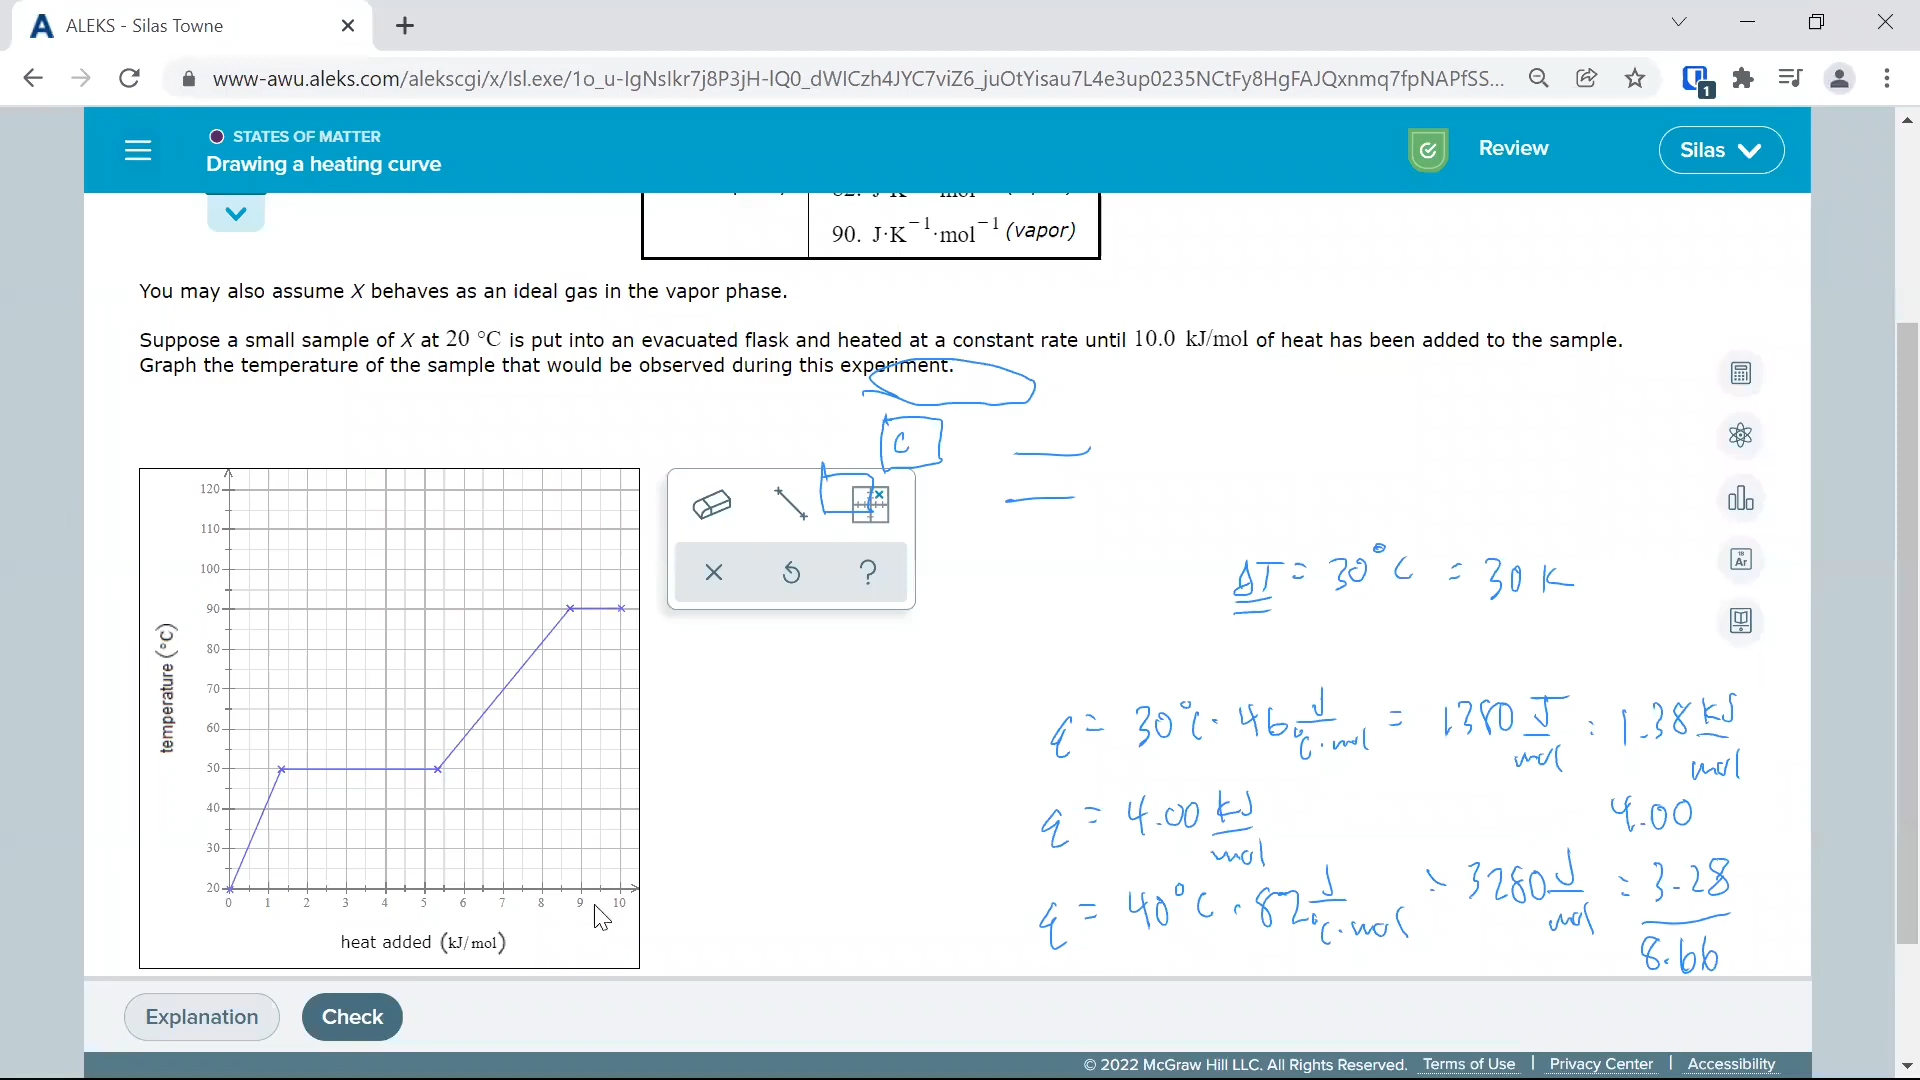 ALEKS - Silas Towne
www-awu.aleks.com/alekscgi/x/Isl.exe/1o_u-IgNsIkr7j8P3jH-lQ0_dWICzh4JYC7viZ6_juOtYisau7L4e3up0235NCtFy8HgFAJQxnmq7fpNAPfSS...
1
STATES OF MATTER
Drawing a heating curve
Review
Silas
90. J·K⁻¹·mol⁻¹ (vapor)
You may also assume X behaves as an ideal gas in the vapor phase.
Suppose a small sample of X at 20 °C is put into an evacuated flask and heated at a constant rate until 10.0 kJ/mol of heat has been added to the sample.
Graph the temperature of the sample that would be observed during this experiment.
C
120
110
100
90
80
70
60
50
40
30
20
temperature (°C)
0 1 2 3 4 5 6 7 8 9 10
heat added (kJ/mol)
?
18
Ar
ΔT = 30°C = 30 K
q = 30°C · 46 J/°C·mol = 1380 J/mol : 1.38 kJ/mol
q = 4.00 kJ/mol 4.00
q = 40°C · 82 J/°C·mol = 3280 J/mol = 3.28
8.66
Explanation
Check
© 2022 McGraw Hill LLC. All Rights Reserved. Terms of Use | Privacy Center | Accessibility